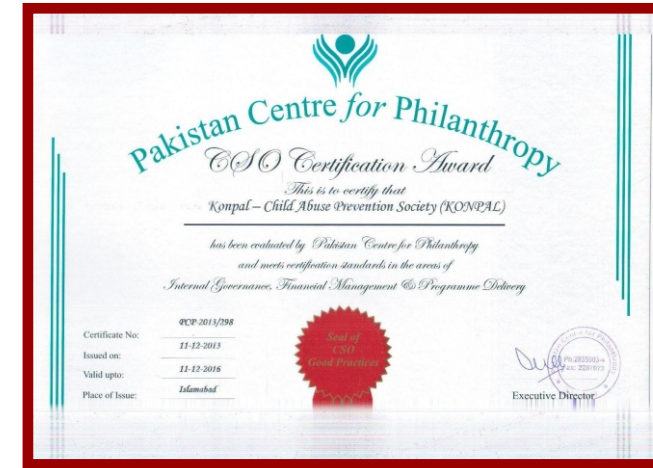 Pakistan Centre for Philanthropy
CSO Certification Award
This is to certify that
Konpal – Child Abuse Prevention Society (KONPAL)
has been evaluated by Pakistan Centre for Philanthropy
and meets certification standards in the areas of
Internal Governance, Financial Management & Programme Delivery
Certificate No: PCP-2013/298
Issued on: 11-12-2013
Valid upto: 11-12-2016
Place of Issue: Islamabad
Seal of
CSO
Good Practices
Executive Director